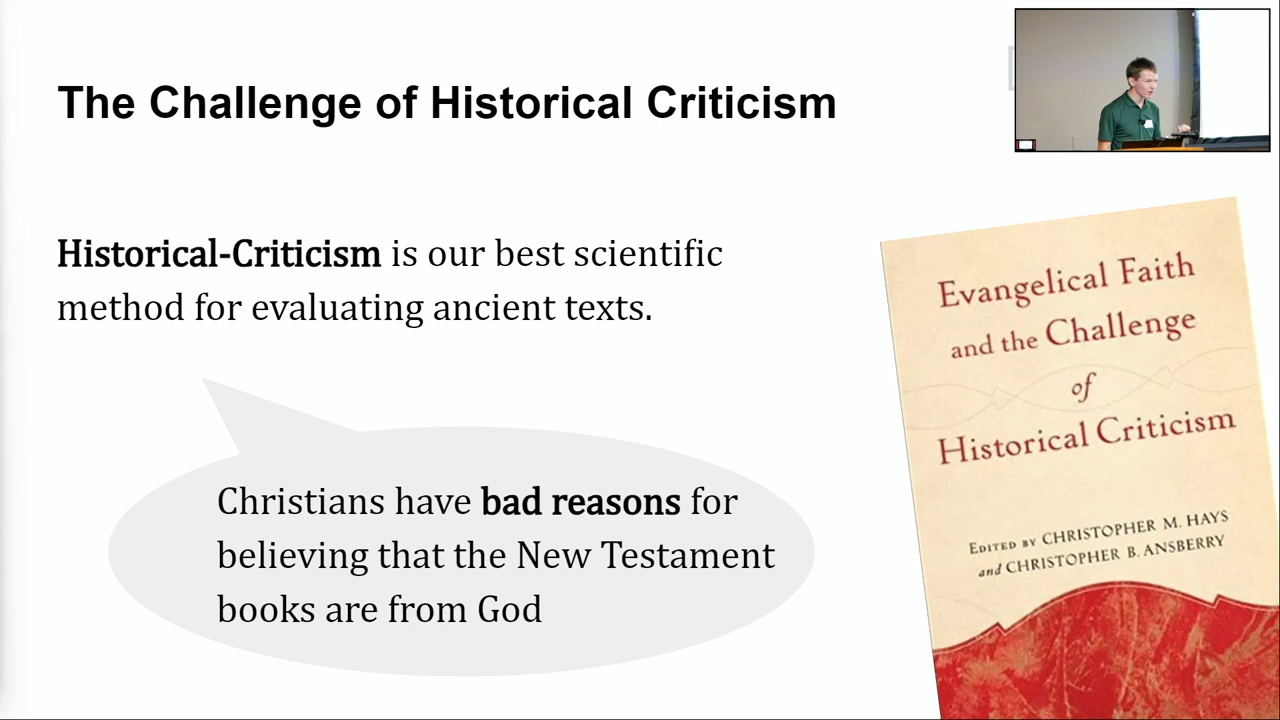 The Challenge of Historical Criticism
Historical-Criticism is our best scientific
method for evaluating ancient texts.
Christians have bad reasons for
believing that the New Testament
books are from God
Evangelical Faith
and the Challenge
of
Historical Criticism
EDITED BY CHRISTOPHER M. HAYS
and CHRISTOPHER B. ANSBERRY